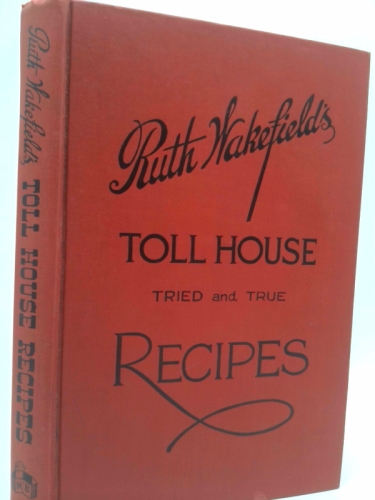 Ruth Wakefield's
TOLL HOUSE
TRIED and TRUE
RECIPES
Ruth Wakefield's TOLL HOUSE RECIPES